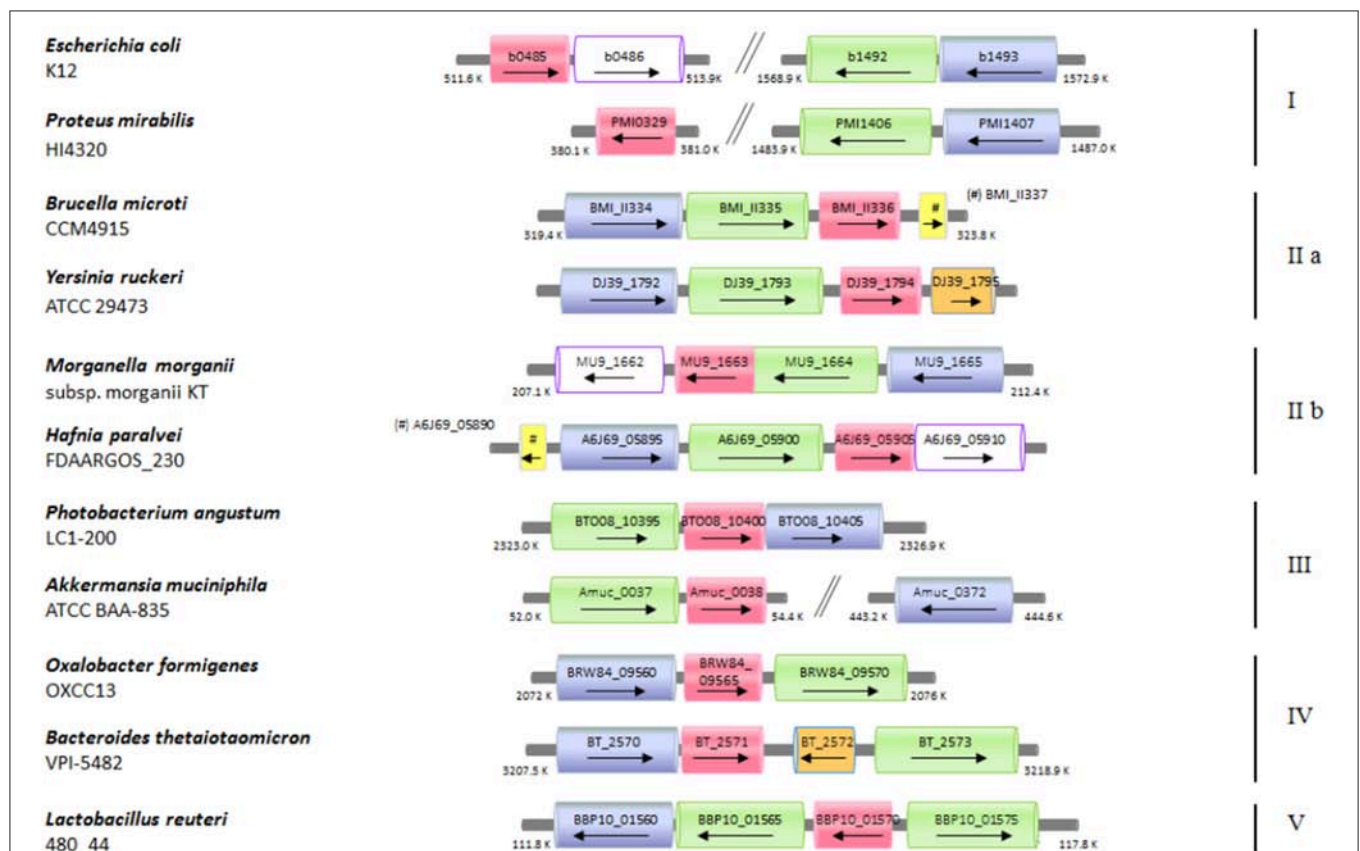 Escherichia coli
K12
b0485
b0486
b1492
b1493
511.6 K
513.9K
1568.9 K
1572.9 K
I
Proteus mirabilis
HI4320
PMI0329
PMI1406
PMI1407
380.1 K
381.0 K
1483.9 K
1487.0 K
Brucella microti
CCM4915
BMI_II334
BMI_II335
BMI_II336
#
(#) BMI_II337
319.4 K
323.8 K
II a
Yersinia ruckeri
ATCC 29473
DJ39_1792
DJ39_1793
DJ39_1794
DJ39_1795
Morganella morganii
subsp. morganii KT
MU9_1662
MU9_1663
MU9_1664
MU9_1665
207.1 K
212.4 K
II b
Hafnia paralvei
FDAARGOS_230
(#) A6J69_05890
#
A6J69_05895
A6J69_05900
A6J69_05905
A6J69_05910
Photobacterium angustum
LC1-200
BTO08_10395
BTO08_10400
BTO08_10405
2323.0 K
2326.9 K
III
Akkermansia muciniphila
ATCC BAA-835
Amuc_0037
Amuc_0038
Amuc_0372
52.0 K
54.4 K
443.2 K
444.6 K
Oxalobacter formigenes
OXCC13
BRW84_09560
BRW84_
09565
BRW84_09570
2072 K
2076 K
IV
Bacteroides thetaiotaomicron
VPI-5482
BT_2570
BT_2571
BT_2572
BT_2573
3207.5 K
3218.9 K
Lactobacillus reuteri
480_44
BBP10_01560
BBP10_01565
BBP10_01570
BBP10_01575
111.8 K
117.8 K
V